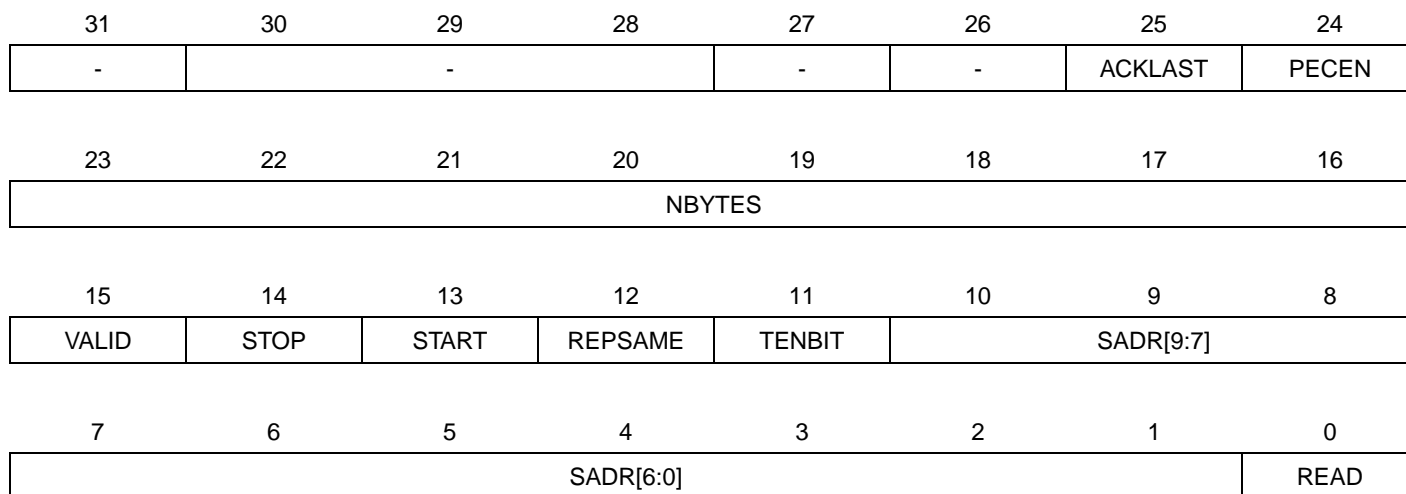 31 30 29 28 27 26 25 24
- - - - ACKLAST PECEN
23 22 21 20 19 18 17 16
NBYTES
15 14 13 12 11 10 9 8
VALID STOP START REPSAME TENBIT SADR[9:7]
7 6 5 4 3 2 1 0
SADR[6:0] READ